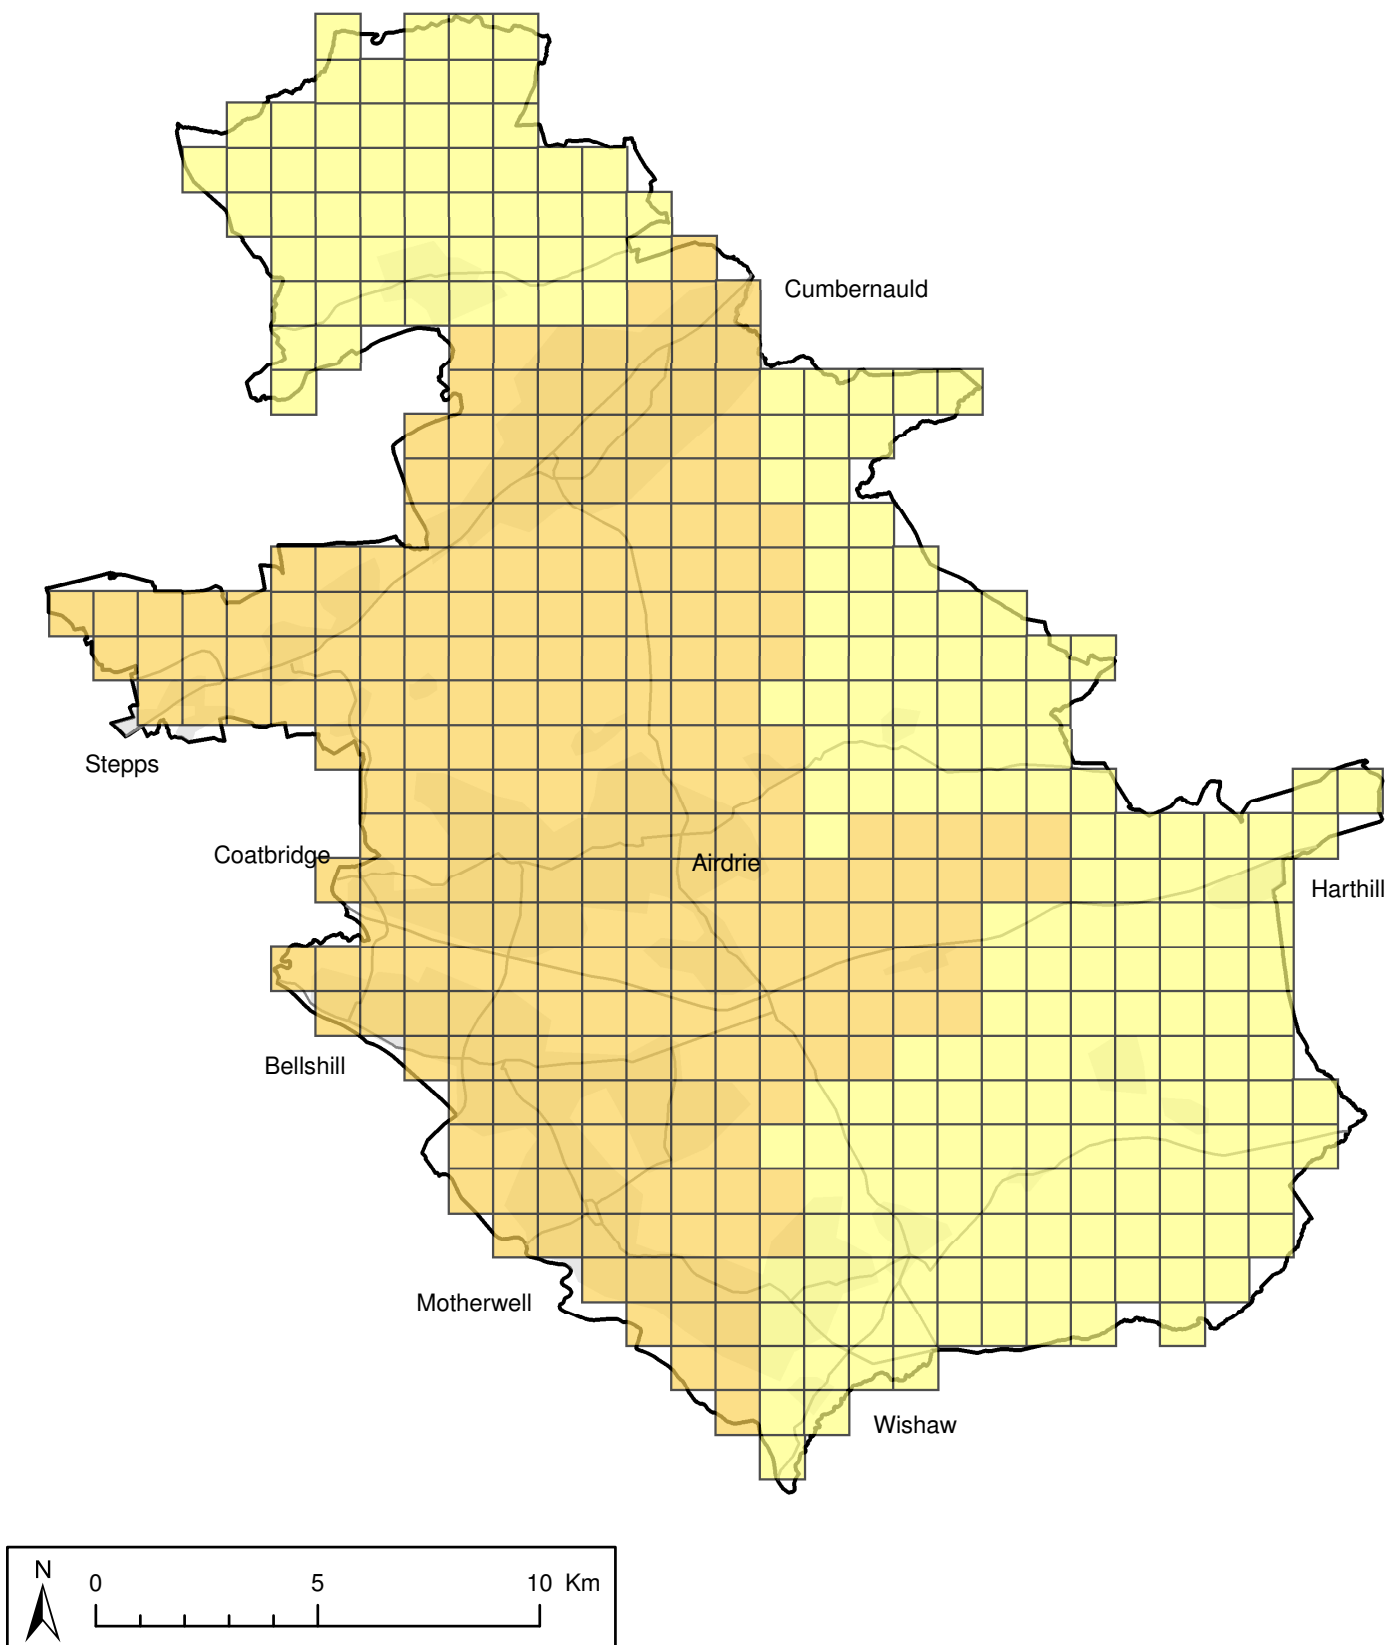 Cumbernauld
Stepps
Coatbridge
Airdrie
Harthill
Bellshill
Motherwell
Wishaw
N
0 5 10 Km